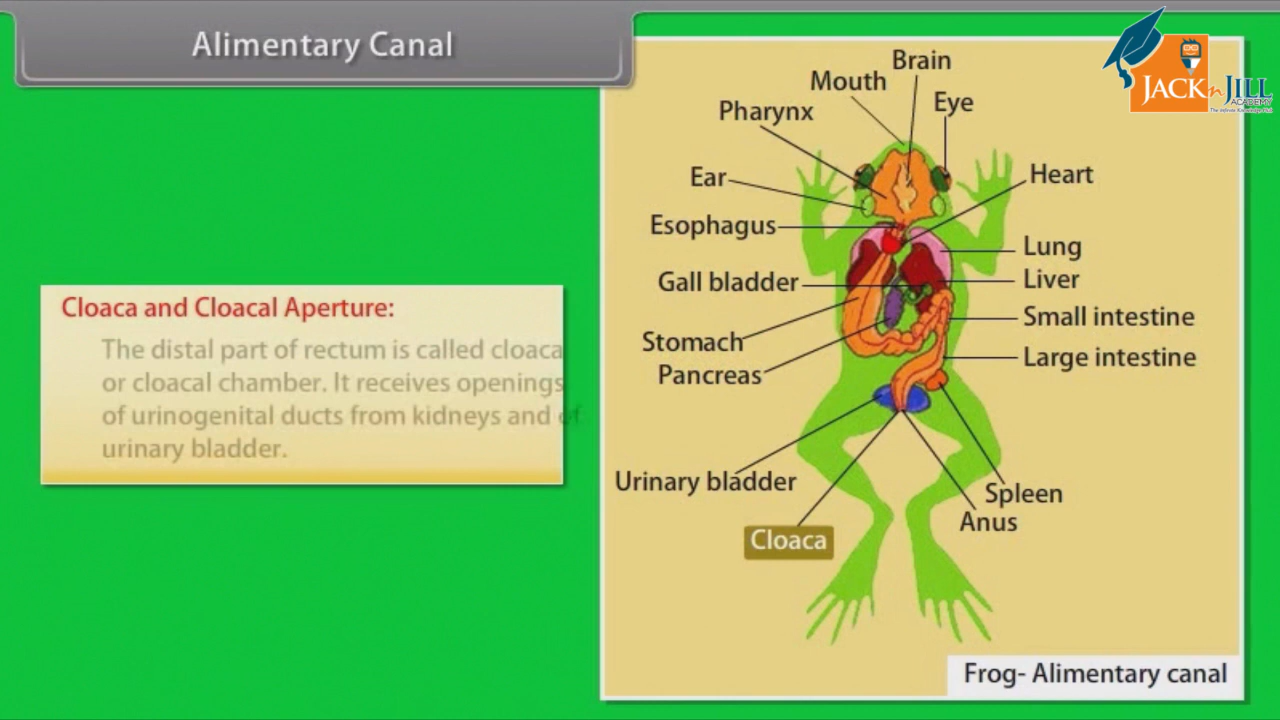 Alimentary Canal
JACK n JILL
ACADEMY
Brain
Mouth
Eye
Pharynx
Ear
Heart
Esophagus
Lung
Gall bladder
Liver
Small intestine
Stomach
Large intestine
Pancreas
Urinary bladder
Spleen
Anus
Cloaca
Frog- Alimentary canal
Cloaca and Cloacal Aperture:
The distal part of rectum is called cloaca
or cloacal chamber. It receives openings
of urinogenital ducts from kidneys and of
urinary bladder.